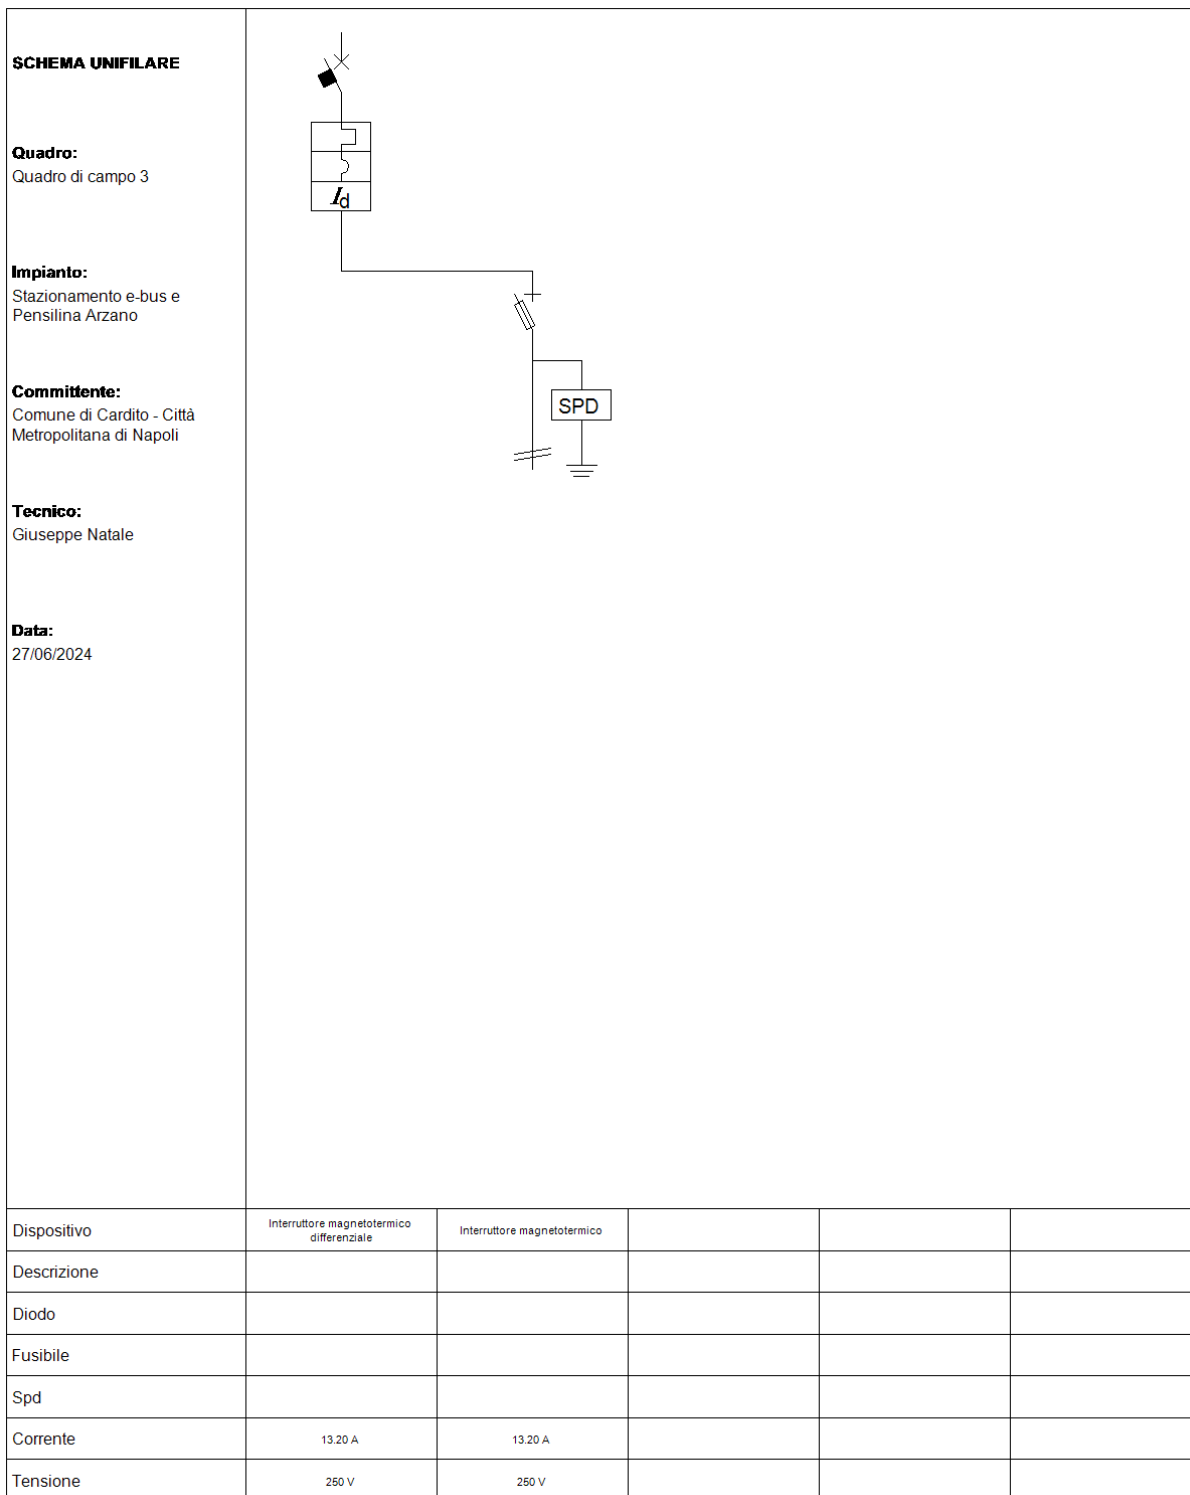 SCHEMA UNIFILARE
Quadro:
Quadro di campo 3
Impianto:
Stazionamento e-bus e
Pensilina Arzano
Committente:
Comune di Cardito - Città
Metropolitana di Napoli
Tecnico:
Giuseppe Natale
Data:
27/06/2024
Id
SPD
Dispositivo
Interruttore magnetotermico
differenziale
Interruttore magnetotermico
Descrizione
Diodo
Fusibile
Spd
Corrente
13.20 A
13.20 A
Tensione
250 V
250 V